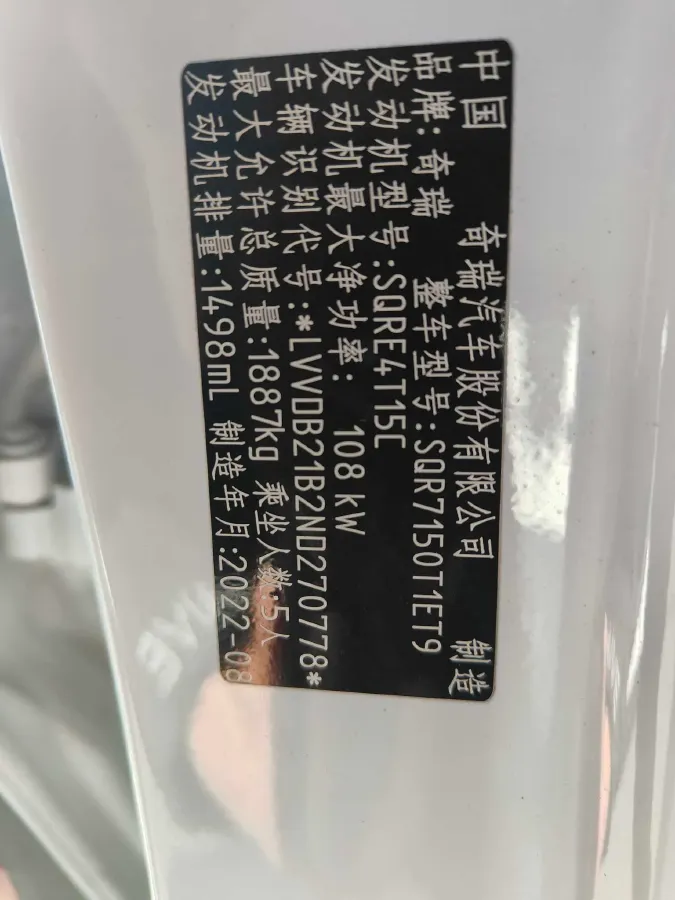 中国 奇瑞汽车股份有限公司 制造
品牌:奇瑞 整车型号:SQR7150T1ET9
发动机型号:SQRE4T15C
发动机最大净功率: 108 kW
车辆识别代号:*LVVDB21B2ND270778*
最大允许总质量:1887kg 乘坐人数:5人
发动机排量:1498mL 制造年月:2022-08